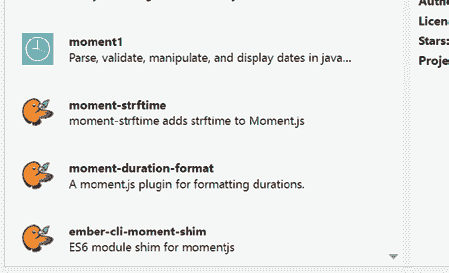 moment1
Parse, validate, manipulate, and display dates in java...
moment-strftime
moment-strftime adds strftime to Moment.js
moment-duration-format
A moment.js plugin for formatting durations.
ember-cli-moment-shim
ES6 module shim for momentjs
Stars: